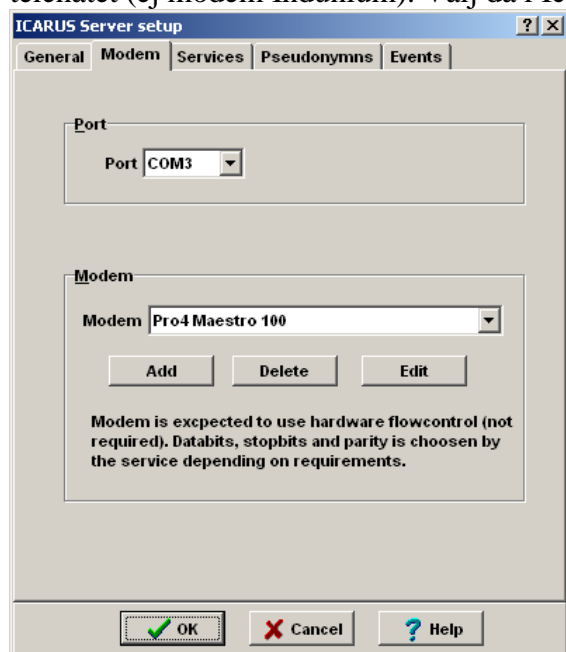 ICARUS Server setup
General Modem Services Pseudonymns Events
Port
Port COM3
Modem
Modem Pro4 Maestro 100
Add Delete Edit
Modem is excpected to use hardware flowcontrol (not
required). Databits, stopbits and parity is choosen by
the service depending on requirements.
OK Cancel Help